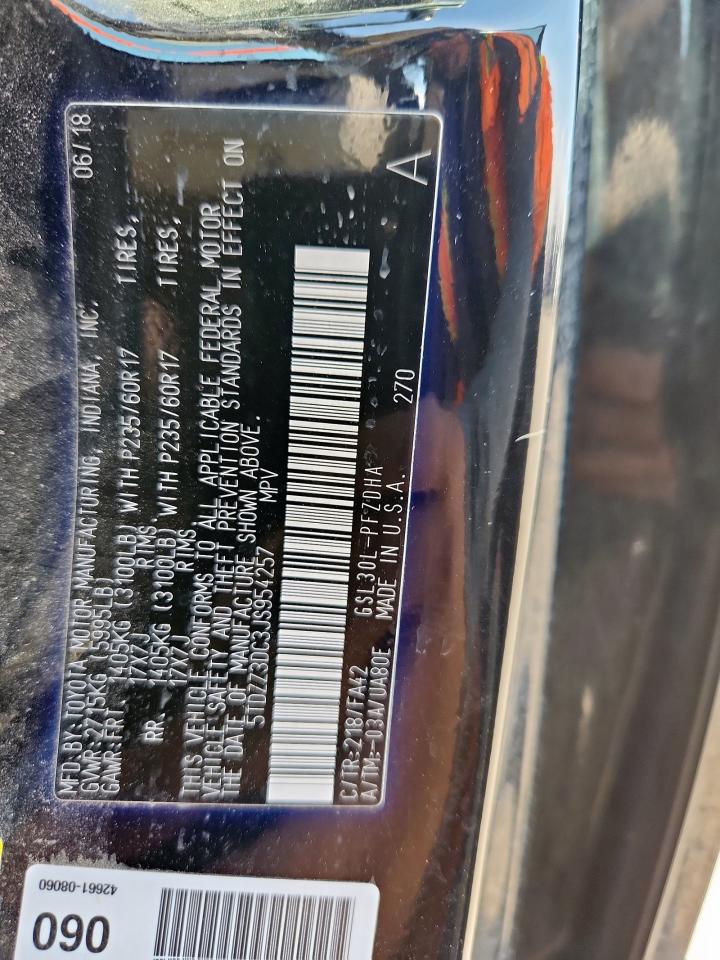 MFD.BY:TOYOTA MOTOR MANUFACTURING, INDIANA, INC. 06/18
GVWR:2715KG (5995LB)
GAWR:FRT. 1405KG (3100LB) WITH P235/60R17 TIRES,
17X7J RIMS,
RR. 1405KG (3100LB) WITH P235/60R17 TIRES,
17X7J RIMS.
THIS VEHICLE CONFORMS TO ALL APPLICABLE FEDERAL MOTOR
VEHICLE SAFETY AND THEFT PREVENTION STANDARDS IN EFFECT ON
THE DATE OF MANUFACTURE SHOWN ABOVE.
5TDZZ3DC3JS954257 MPV
C/TR:218/FA42 GSL30L-PFZDHA
A/TM:-03A/UA80E MADE IN U.S.A. 270 A
060
42661-08060